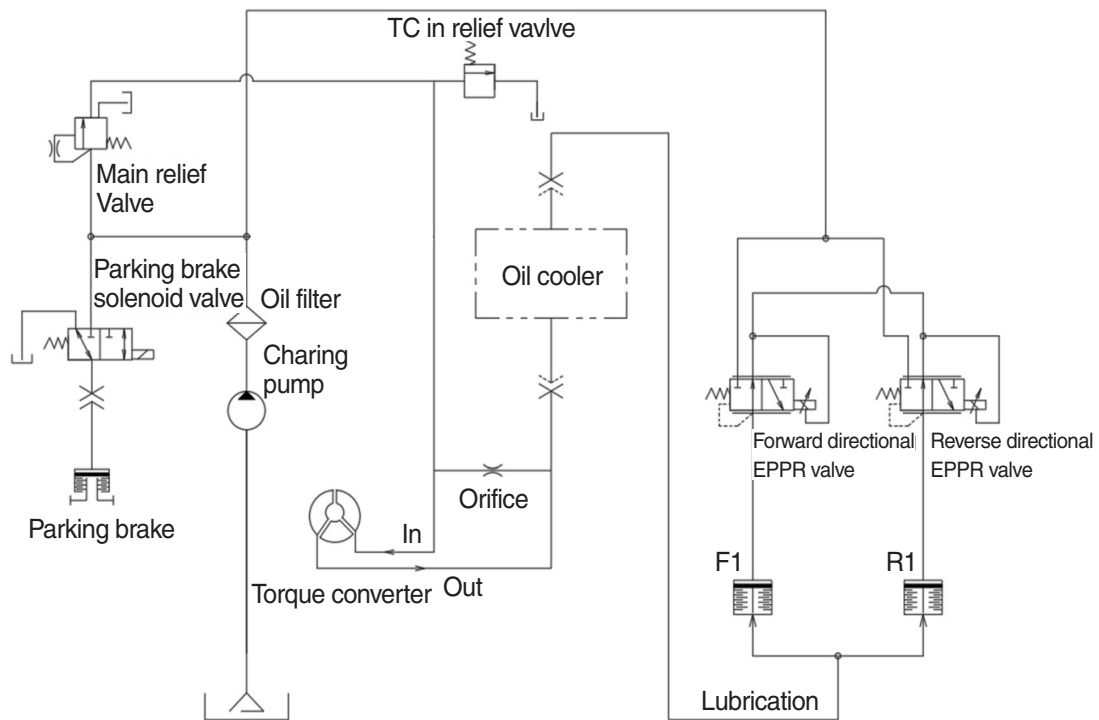 TC in relief vavlve
Main relief
Valve
Parking brake
solenoid valve
Oil filter
Charing
pump
Oil cooler
Forward directional
EPPR valve
Reverse directional
EPPR valve
Orifice
Parking brake
In
Out
Torque converter
F1
R1
Lubrication